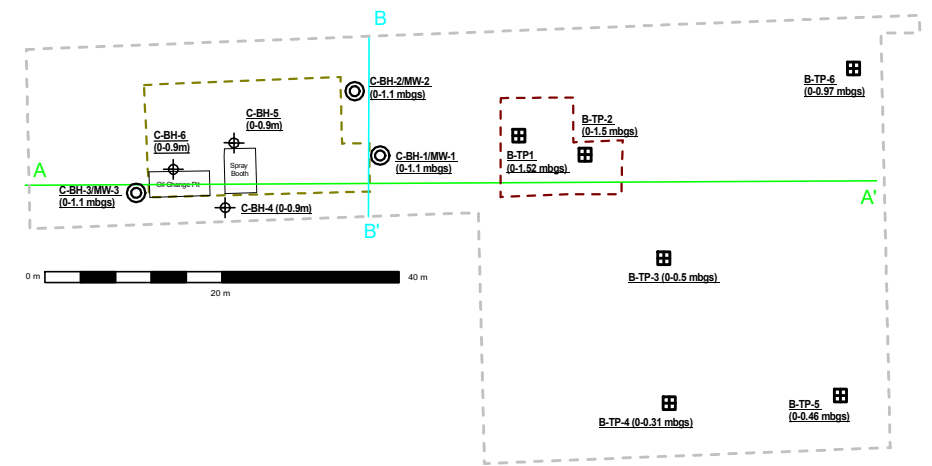 B
C-BH-2/MW-2
(0-1.1 mbgs)
B-TP-6
(0-0.97 mbgs)
C-BH-5
(0-0.9m)
B-TP-2
(0-1.5 mbgs)
C-BH-6
(0-0.9m)
C-BH-1/MW-1
(0-1.1 mbgs)
B-TP1
(0-1.52 mbgs)
Spray
Booth
A
Oil Change Pit
C-BH-3/MW-3
(0-1.1 mbgs)
A'
C-BH-4 (0-0.9m)
B'
0 m
40 m
20 m
B-TP-3 (0-0.5 mbgs)
B-TP-4 (0-0.31 mbgs)
B-TP-5
(0-0.46 mbgs)